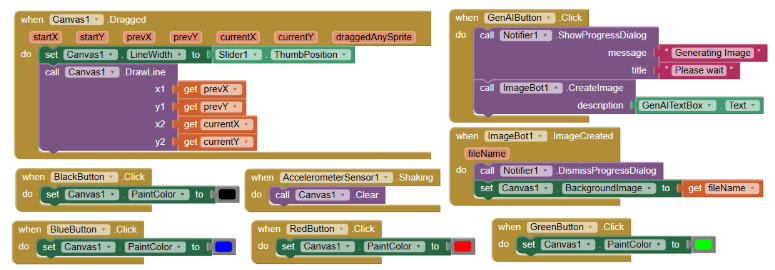 when Canvas1 .Dragged
startX startY prevX prevY currentX currentY draggedAnySprite
do set Canvas1 . LineWidth to Slider1 . ThumbPosition
call Canvas1 .DrawLine
x1 get prevX
y1 get prevY
x2 get currentX
y2 get currentY
when GenAIButton .Click
do call Notifier1 .ShowProgressDialog
message " Generating Image "
title " Please wait "
call ImageBot1 .CreateImage
description GenAITextBox . Text
when ImageBot1 .ImageCreated
fileName
do call Notifier1 .DismissProgressDialog
set Canvas1 . BackgroundImage to get fileName
when BlackButton .Click
do set Canvas1 . PaintColor to
when AccelerometerSensor1 .Shaking
do call Canvas1 .Clear
when BlueButton .Click
do set Canvas1 . PaintColor to
when RedButton .Click
do set Canvas1 . PaintColor to
when GreenButton .Click
do set Canvas1 . PaintColor to